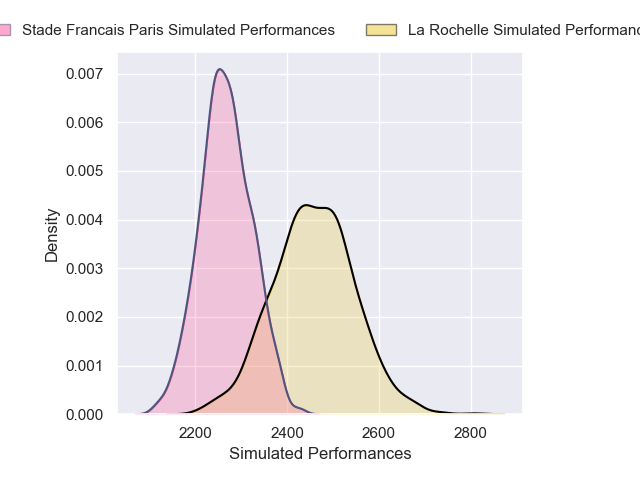 Stade Francais Paris Simulated Performances La Rochelle Simulated
0.007
0.006
0.005
0.004
0.003
0.002
0.001
0.000
Density
2200 2400 2600 2800
Simulated Performances